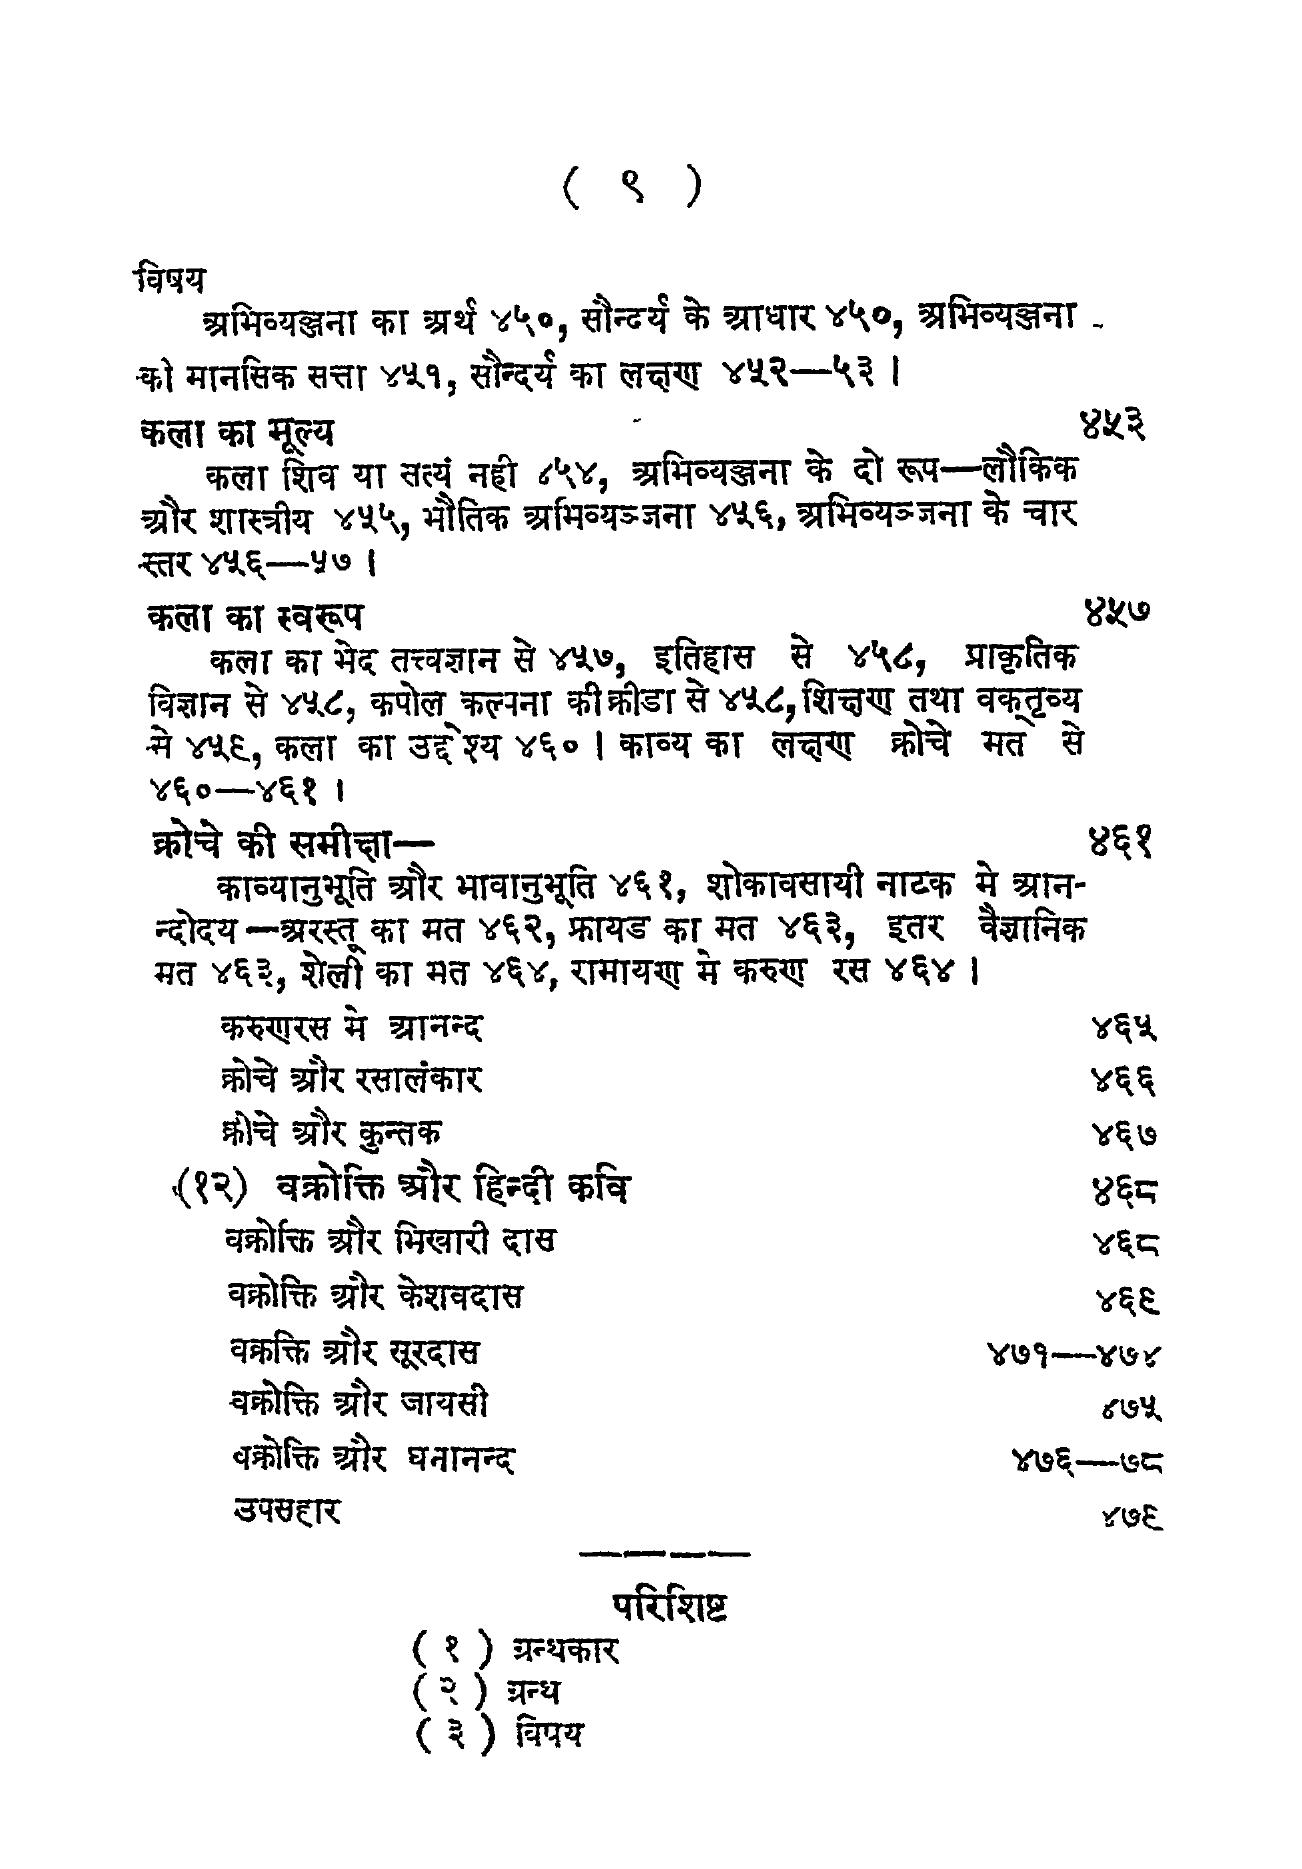 ( ९ )
विषय
अभिव्यञ्जना का अर्थ ४५०, सौन्दर्य के आधार ४५०, अभिव्यञ्जना
की मानसिक सत्ता ४५१, सौन्दर्य का लक्षण ४५२—५३ ।
कला का मूल्य ४५३
कला शिव या सत्यं नही ४५४, अभिव्यञ्जना के दो रूप—लौकिक
और शास्त्रीय ४५५, भौतिक अभिव्यञ्जना ४५६, अभिव्यञ्जना के चार
स्तर ४५६—५७ ।
कला का स्वरूप ४५७
कला का भेद तत्त्वज्ञान से ४५७, इतिहास से ४५८, प्राकृतिक
विज्ञान से ४५८, कपोल कल्पना की क्रीडा से ४५८, शिक्षण तथा वक्तृव्य
मे ४५९, कला का उद्देश्य ४६० । काव्य का लक्षण क्रोचे मत से
४६०—४६१ ।
क्रोचे की समीक्षा— ४६१
काव्यानुभूति और भावानुभूति ४६१, शोकावसायी नाटक मे आन-
न्दोदय—अरस्तू का मत ४६२, फ्रायड का मत ४६३, इतर वैज्ञानिक
मत ४६३, शेली का मत ४६४, रामायण मे करुण रस ४६४ ।
करुणरस मे आनन्द ४६५
क्रोचे और रसालंकार ४६६
क्रोचे और कुन्तक ४६७
(१२) वक्रोक्ति और हिन्दी कवि ४६८
वक्रोक्ति और भिखारी दास ४६८
वक्रोक्ति और केशवदास ४६९
वक्रक्ति और सूरदास ४७१—४७४
वक्रोक्ति और जायसी ४७५
वक्रोक्ति और घनानन्द ४७६—७८
उपसहार ४७९
परिशिष्ट
( १ ) ग्रन्थकार
( २ ) ग्रन्थ
( ३ ) विषय